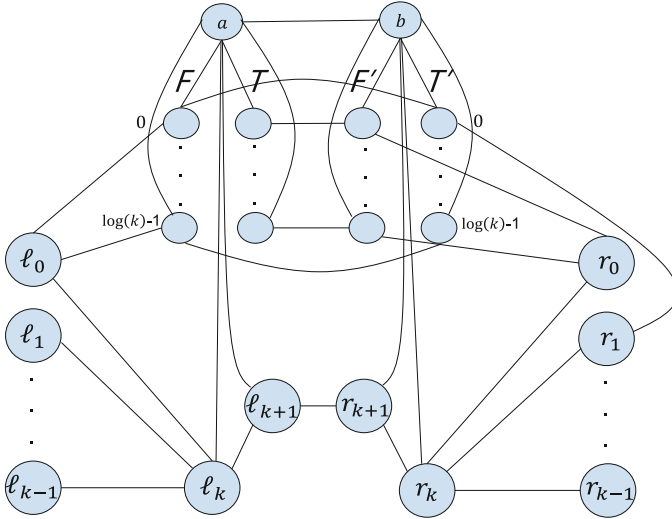 a b
F T F′ T′
0 0
log(k)-1 log(k)-1
ℓ₀ r₀
ℓ₁ r₁
ℓₖ₊₁ rₖ₊₁
ℓₖ₋₁ ℓₖ rₖ rₖ₋₁